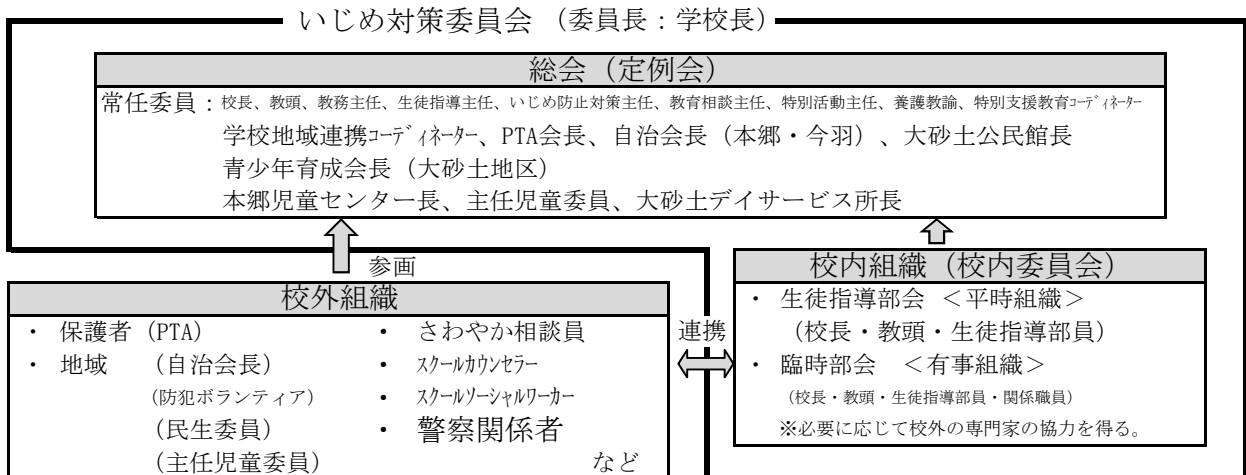 いじめ対策委員会 （委員長：学校長）
総会（定例会）
常任委員：校長、教頭、教務主任、生徒指導主任、いじめ防止対策主任、教育相談主任、特別活動主任、養護教諭、特別支援教育ｺｰﾃﾞｨﾈｰﾀｰ
学校地域連携ｺｰﾃﾞｨﾈｰﾀｰ、PTA会長、自治会長（本郷・今羽）、大砂土公民館長
青少年育成会長（大砂土地区）
本郷児童センター長、主任児童委員、大砂土デイサービス所長
参画
校外組織
・ 保護者（PTA）
・ 地域 （自治会長）
（防犯ボランティア）
（民生委員）
（主任児童委員）
・ さわやか相談員
・ ｽｸｰﾙｶｳﾝｾﾗｰ
・ ｽｸｰﾙｿｰｼｬﾙﾜｰｶｰ
・ 警察関係者
など
連携
校内組織（校内委員会）
・ 生徒指導部会 ＜平時組織＞
（校長・教頭・生徒指導部員）
・ 臨時部会 ＜有事組織＞
（校長・教頭・生徒指導部員・関係職員）
※必要に応じて校外の専門家の協力を得る。